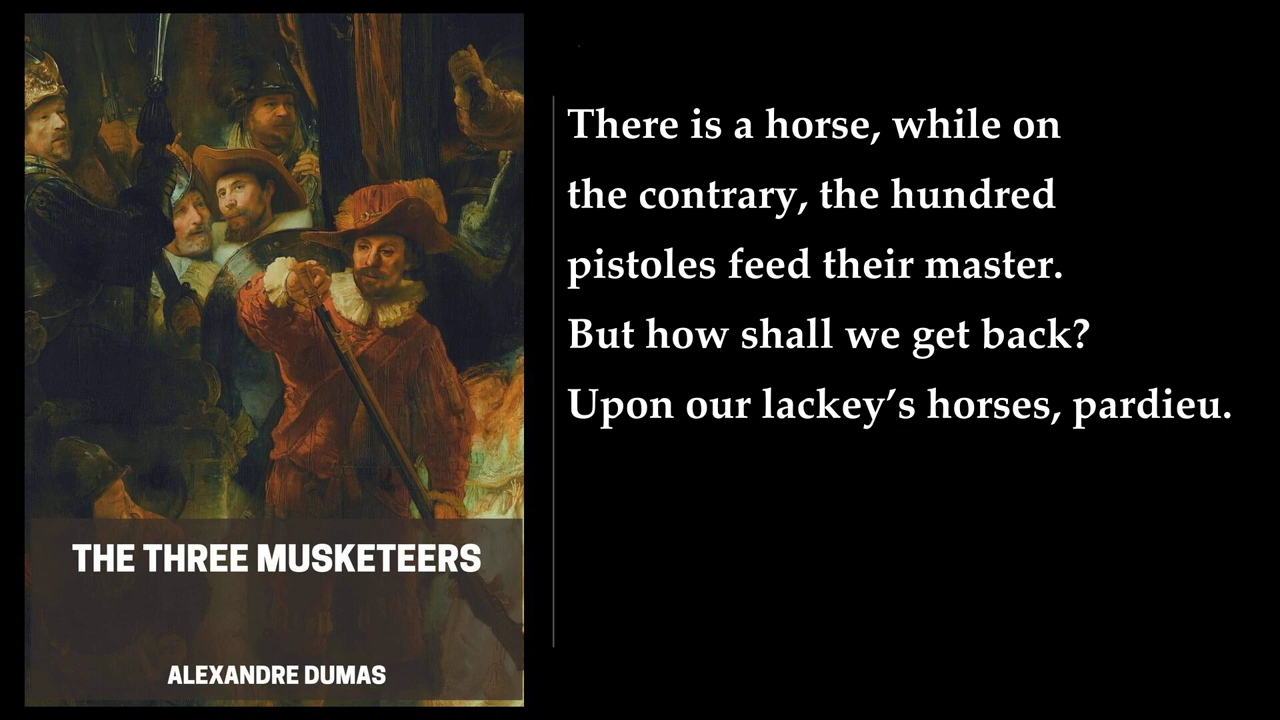 There is a horse, while on
the contrary, the hundred
pistoles feed their master.
But how shall we get back?
Upon our lackey’s horses, pardieu.
THE THREE MUSKETEERS
ALEXANDRE DUMAS